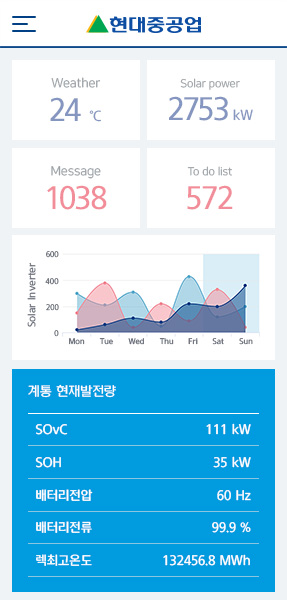 현대중공업
Weather
24 ℃
Solar power
2753 kW
Message
1038
To do list
572
Solar Inverter
600
400
200
0
Mon Tue Wed Thu Fri Sat Sun
계통 현재발전량
SOvC 111 kW
SOH 35 kW
배터리전압 60 Hz
배터리전류 99.9 %
렉최고온도 132456.8 MWh